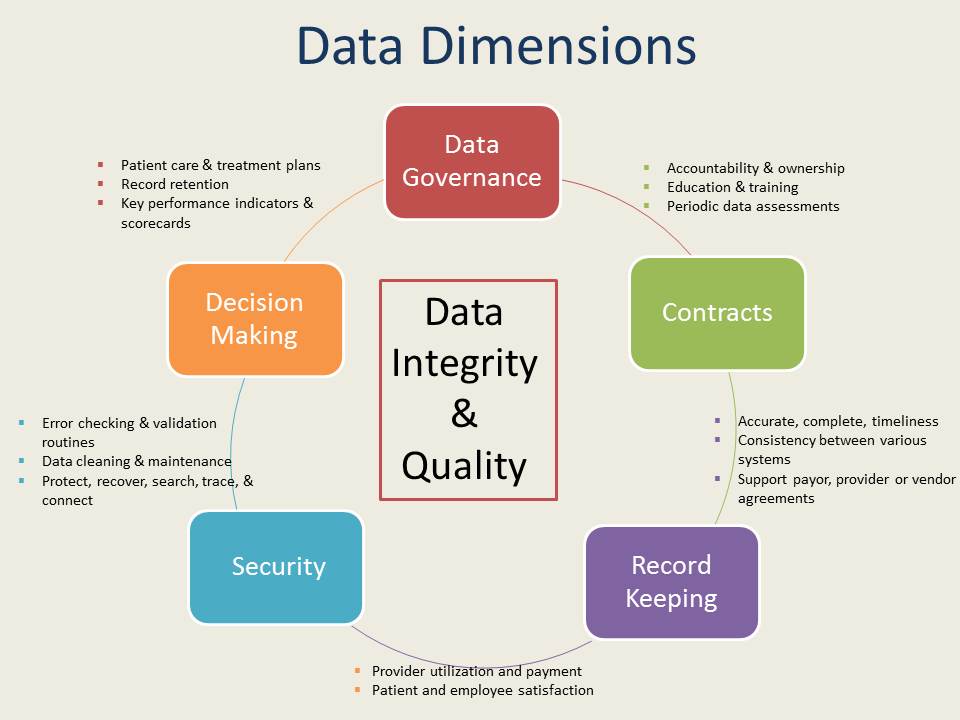 Data Dimensions
Data
Governance
Patient care & treatment plans
Record retention
Key performance indicators &
scorecards
Accountability & ownership
Education & training
Periodic data assessments
Decision
Making
Data
Integrity
&
Quality
Contracts
Error checking & validation
routines
Data cleaning & maintenance
Protect, recover, search, trace, &
connect
Accurate, complete, timeliness
Consistency between various
systems
Support payor, provider or vendor
agreements
Security
Record
Keeping
Provider utilization and payment
Patient and employee satisfaction